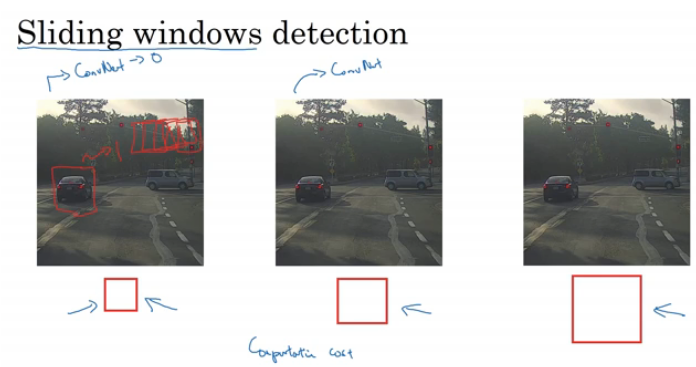 Sliding windows detection
→ ConvNet → 0
→ ConvNet
→ 1
Computation cost